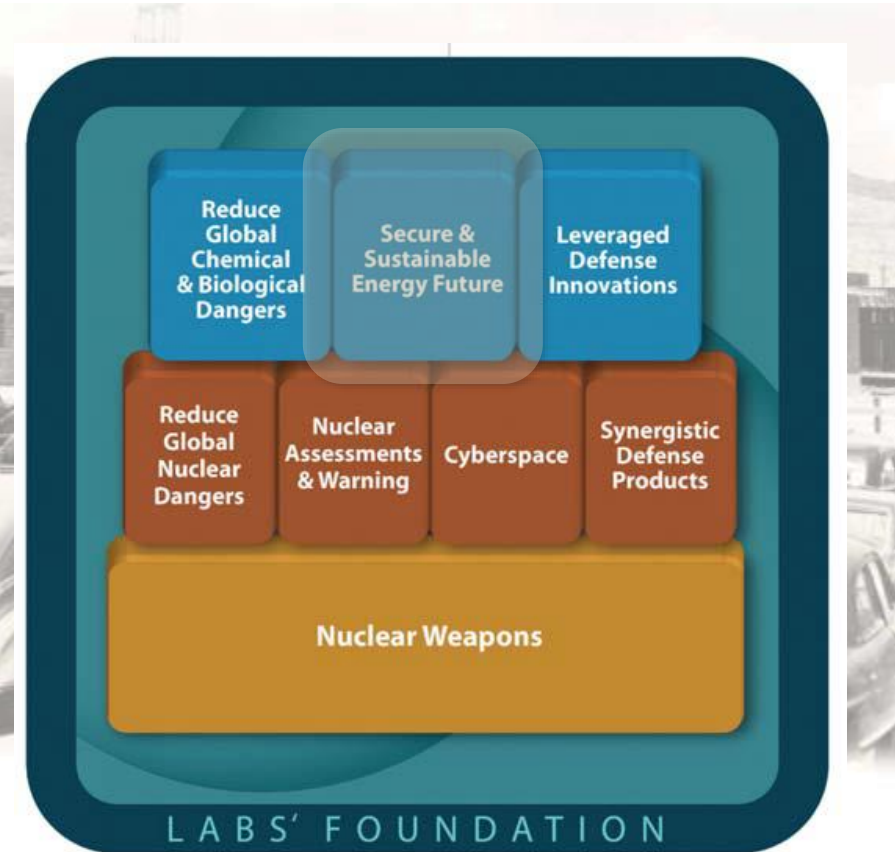 Reduce
Global
Chemical
& Biological
Dangers
Secure &
Sustainable
Energy Future
Leveraged
Defense
Innovations
Reduce
Global
Nuclear
Dangers
Nuclear
Assessments
& Warning
Cyberspace
Synergistic
Defense
Products
Nuclear Weapons
LABS' FOUNDATION